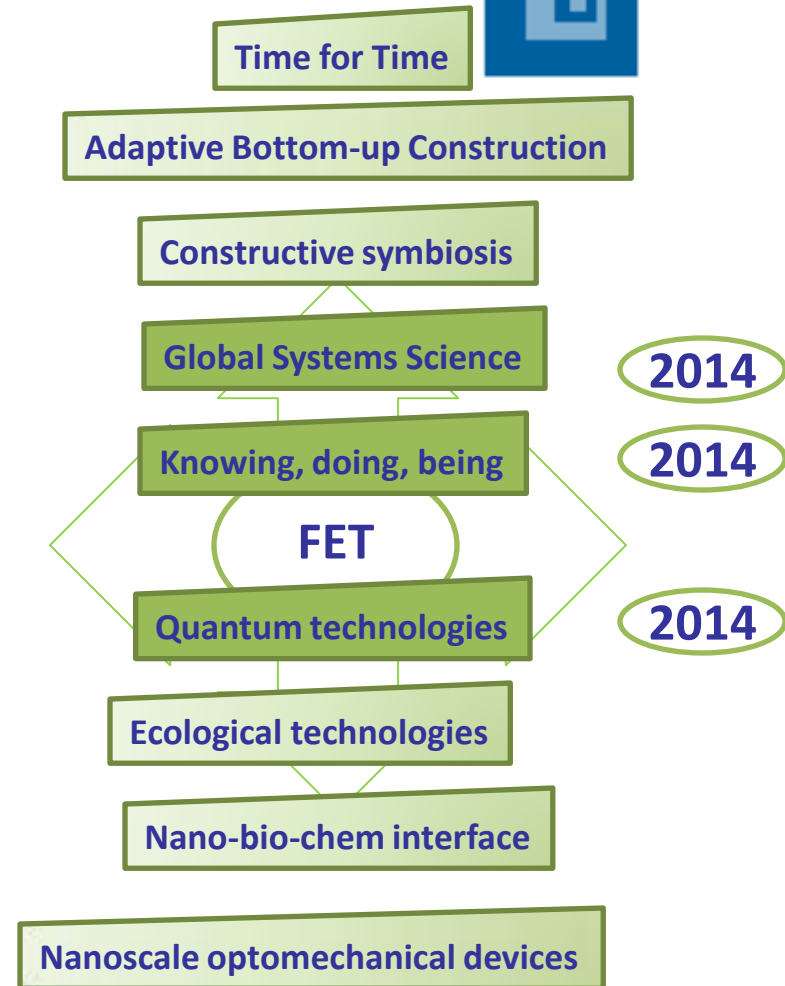 Time for Time
Adaptive Bottom-up Construction
Constructive symbiosis
Global Systems Science
2014
Knowing, doing, being
2014
FET
Quantum technologies
2014
Ecological technologies
Nano-bio-chem interface
Nanoscale optomechanical devices